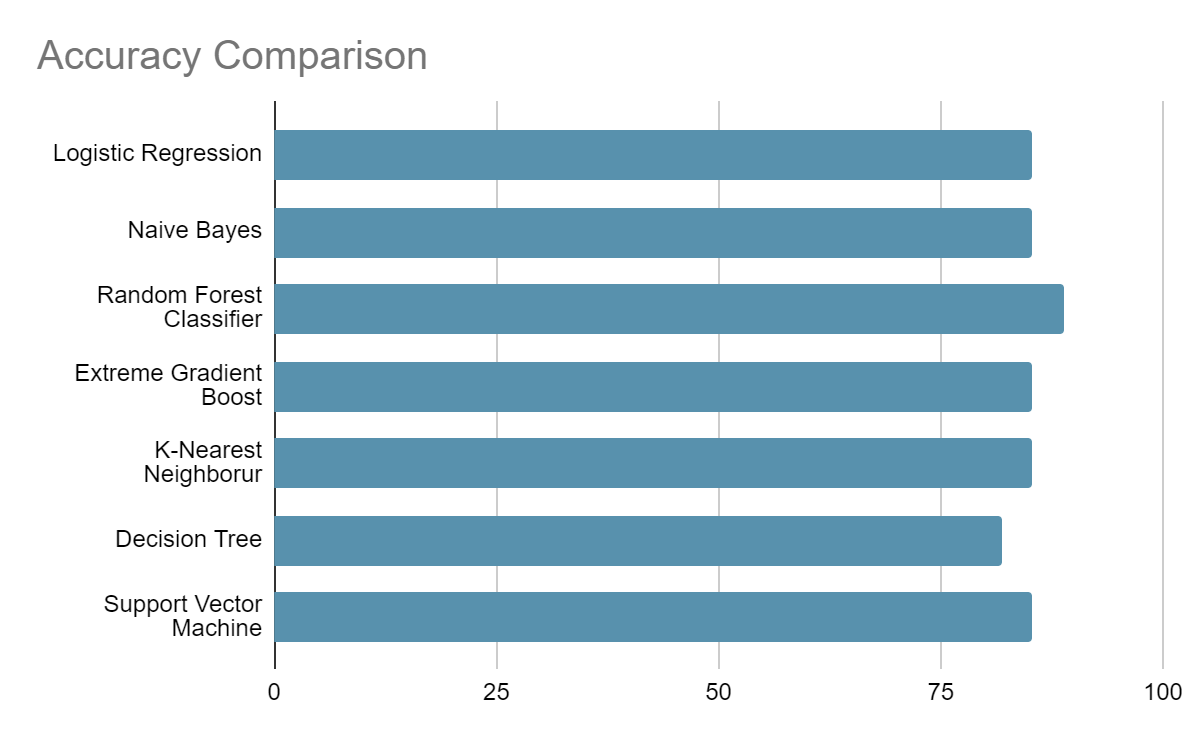 Accuracy Comparison
Logistic Regression
Naive Bayes
Random Forest
Classifier
Extreme Gradient
Boost
K-Nearest
Neighborur
Decision Tree
Support Vector
Machine
0 25 50 75 100